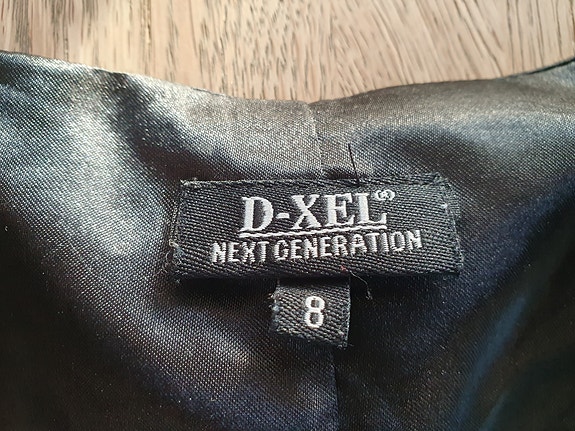 D-XEL®
NEXT GENERATION
8